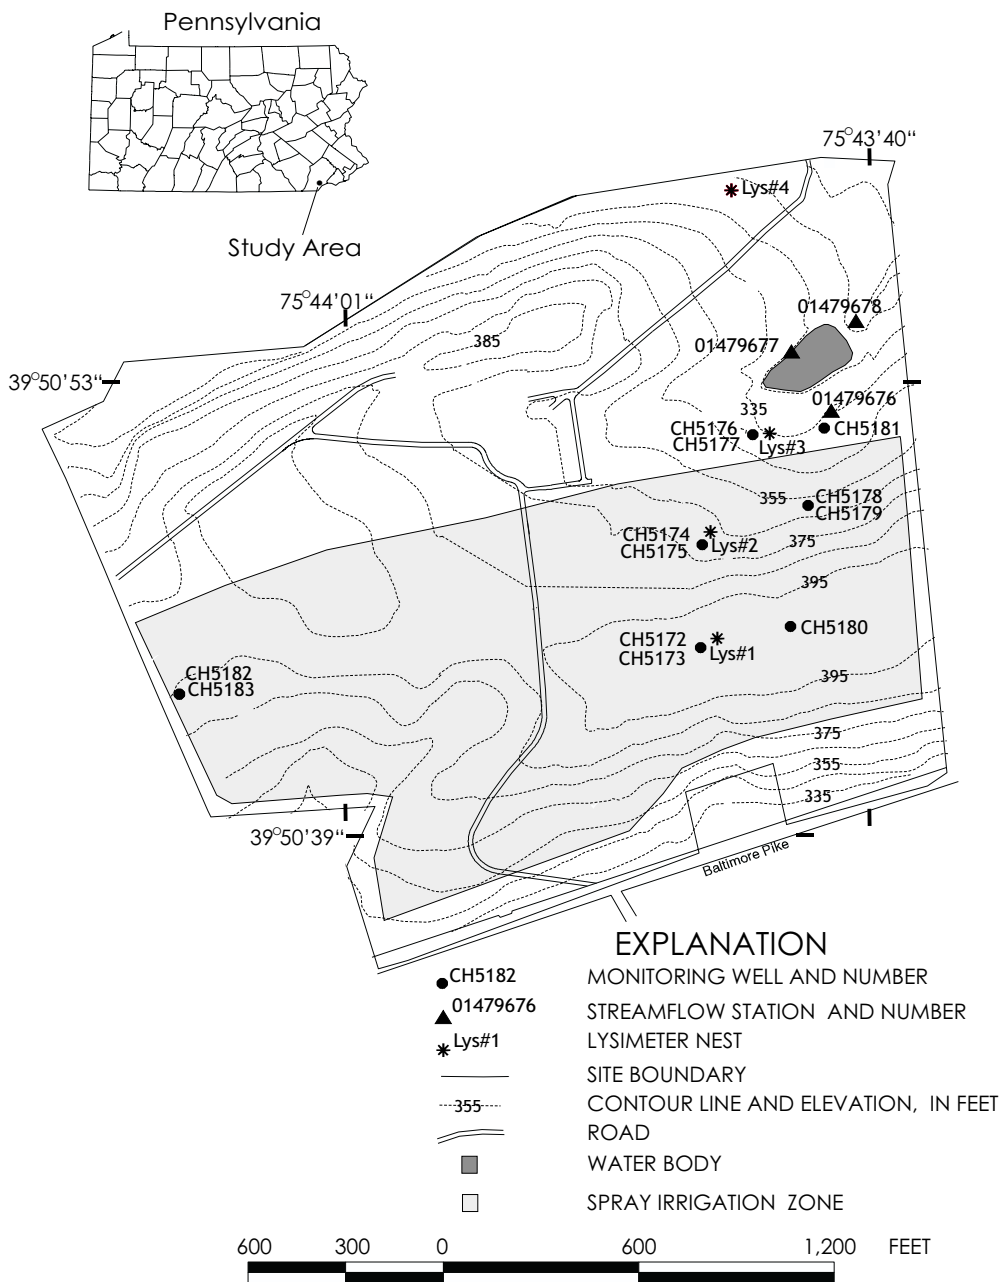 Pennsylvania
Study Area
75°43'40"
Lys#4
75°44'01"
01479678
385
01479677
39°50'53"
01479676
335
CH5176
CH5177
Lys#3
CH5181
355
CH5178
CH5179
CH5174
CH5175
Lys#2
375
395
CH5172
CH5173
Lys#1
CH5180
CH5182
CH5183
395
375
355
335
39°50'39"
Baltimore Pike
EXPLANATION
CH5182 MONITORING WELL AND NUMBER
01479676 STREAMFLOW STATION AND NUMBER
Lys#1 LYSIMETER NEST
SITE BOUNDARY
355 CONTOUR LINE AND ELEVATION, IN FEET
ROAD
WATER BODY
SPRAY IRRIGATION ZONE
600 300 0 600 1,200 FEET